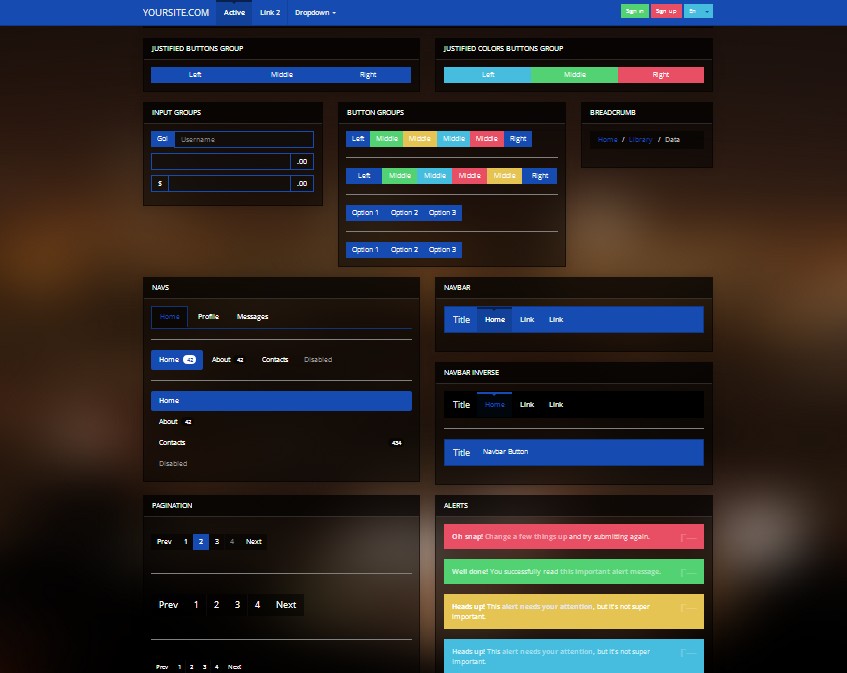 YOURSITE.COM Active Link 2 Dropdown Sign in Sign up En
JUSTIFIED BUTTONS GROUP
Left Middle Right
JUSTIFIED COLORS BUTTONS GROUP
Left Middle Right
INPUT GROUPS
Go! Username
.00
$ .00
BUTTON GROUPS
Left Middle Middle Middle Middle Right
Left Middle Middle Middle Middle Right
Option 1 Option 2 Option 3
Option 1 Option 2 Option 3
BREADCRUMB
Home / Library / Data
NAVS
Home Profile Messages
Home 42 About 42 Contacts Disabled
Home
About 42
Contacts 434
Disabled
NAVBAR
Title Home Link Link
NAVBAR INVERSE
Title Home Link Link
Title Navbar Button
PAGINATION
Prev 1 2 3 4 Next
Prev 1 2 3 4 Next
Prev 1 2 3 4 Next
ALERTS
Oh snap! Change a few things up and try submitting again.
Well done! You successfully read this important alert message.
Heads up! This alert needs your attention, but it's not super
important.
Heads up! This alert needs your attention, but it's not super
important.